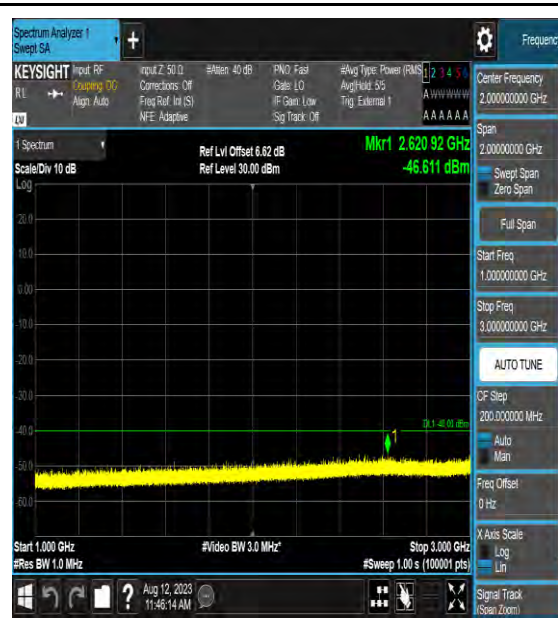 Spectrum Analyzer 1
Swept SA
Frequenc
KEYSIGHT
RL
Input: RF
Coupling: DC
Align: Auto
Input Z: 50 Ω
Corrections: Off
Freq Ref: Int (S)
NFE: Adaptive
#Atten: 40 dB
PNO: Fast
Gate: LO
IF Gain: Low
Sig Track: Off
#Avg Type: Power (RMS
Avg|Hold: 5/5
Trig: External 1
1 2 3 4 5 6
A W W W W W
A A A A A A
LXI
1 Spectrum
Scale/Div 10 dB
Log
Ref Lvl Offset 6.62 dB
Ref Level 30.00 dBm
Mkr1 2.620 92 GHz
-46.611 dBm
20.0
10.0
0.00
-10.0
-20.0
-30.0
-40.0
-50.0
-60.0
DL1 -40.00 dBm
1
Start 1.000 GHz
#Res BW 1.0 MHz
#Video BW 3.0 MHz*
Stop 3.000 GHz
#Sweep 1.00 s (100001 pts)
Center Frequency
2.000000000 GHz
Span
2.00000000 GHz
Swept Span
Zero Span
Full Span
Start Freq
1.000000000 GHz
Stop Freq
3.000000000 GHz
AUTO TUNE
CF Step
200.000000 MHz
Auto
Man
Freq Offset
0 Hz
X Axis Scale
Log
Lin
Signal Track
(Span Zoom)
?
Aug 12, 2023
11:46:14 AM